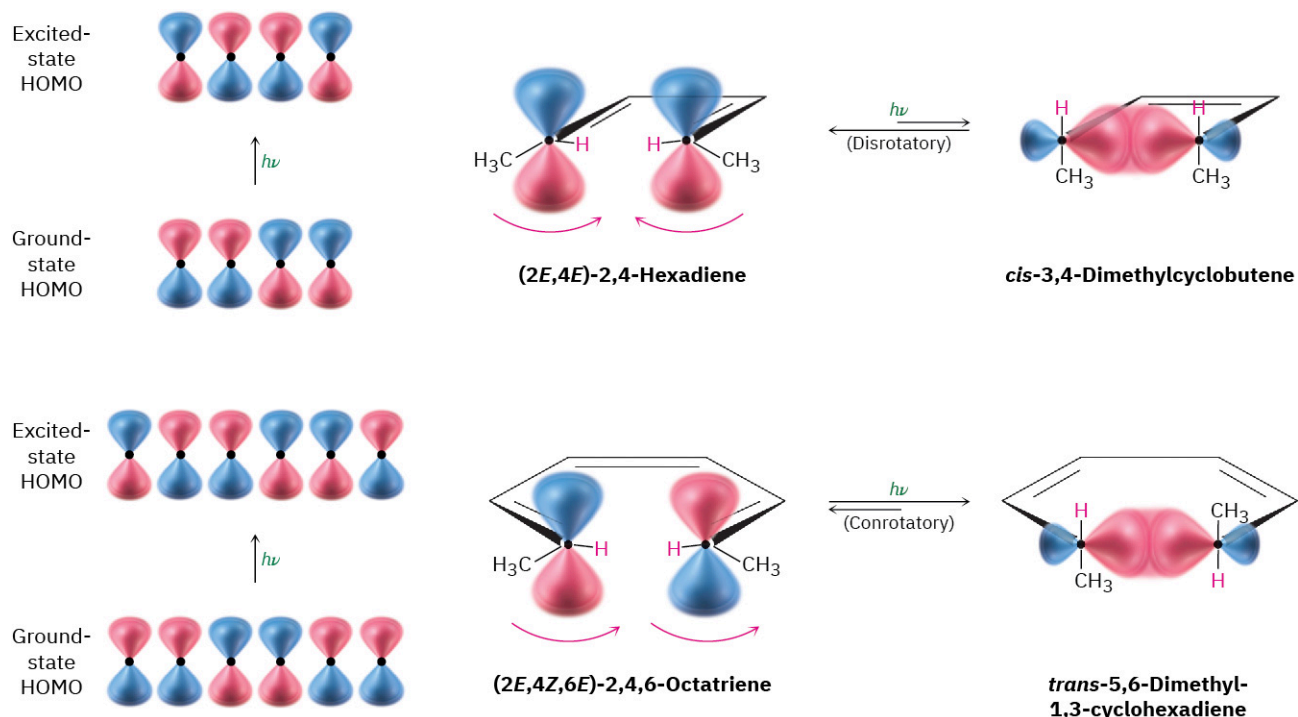 Excited-
state
HOMO
hν
Ground-
state
HOMO
H3C
H
H
CH3
(2E,4E)-2,4-Hexadiene
hν
(Disrotatory)
H
H
CH3
CH3
cis-3,4-Dimethylcyclobutene
Excited-
state
HOMO
hν
Ground-
state
HOMO
H3C
H
H
CH3
(2E,4Z,6E)-2,4,6-Octatriene
hν
(Conrotatory)
H
CH3
CH3
H
trans-5,6-Dimethyl-
1,3-cyclohexadiene